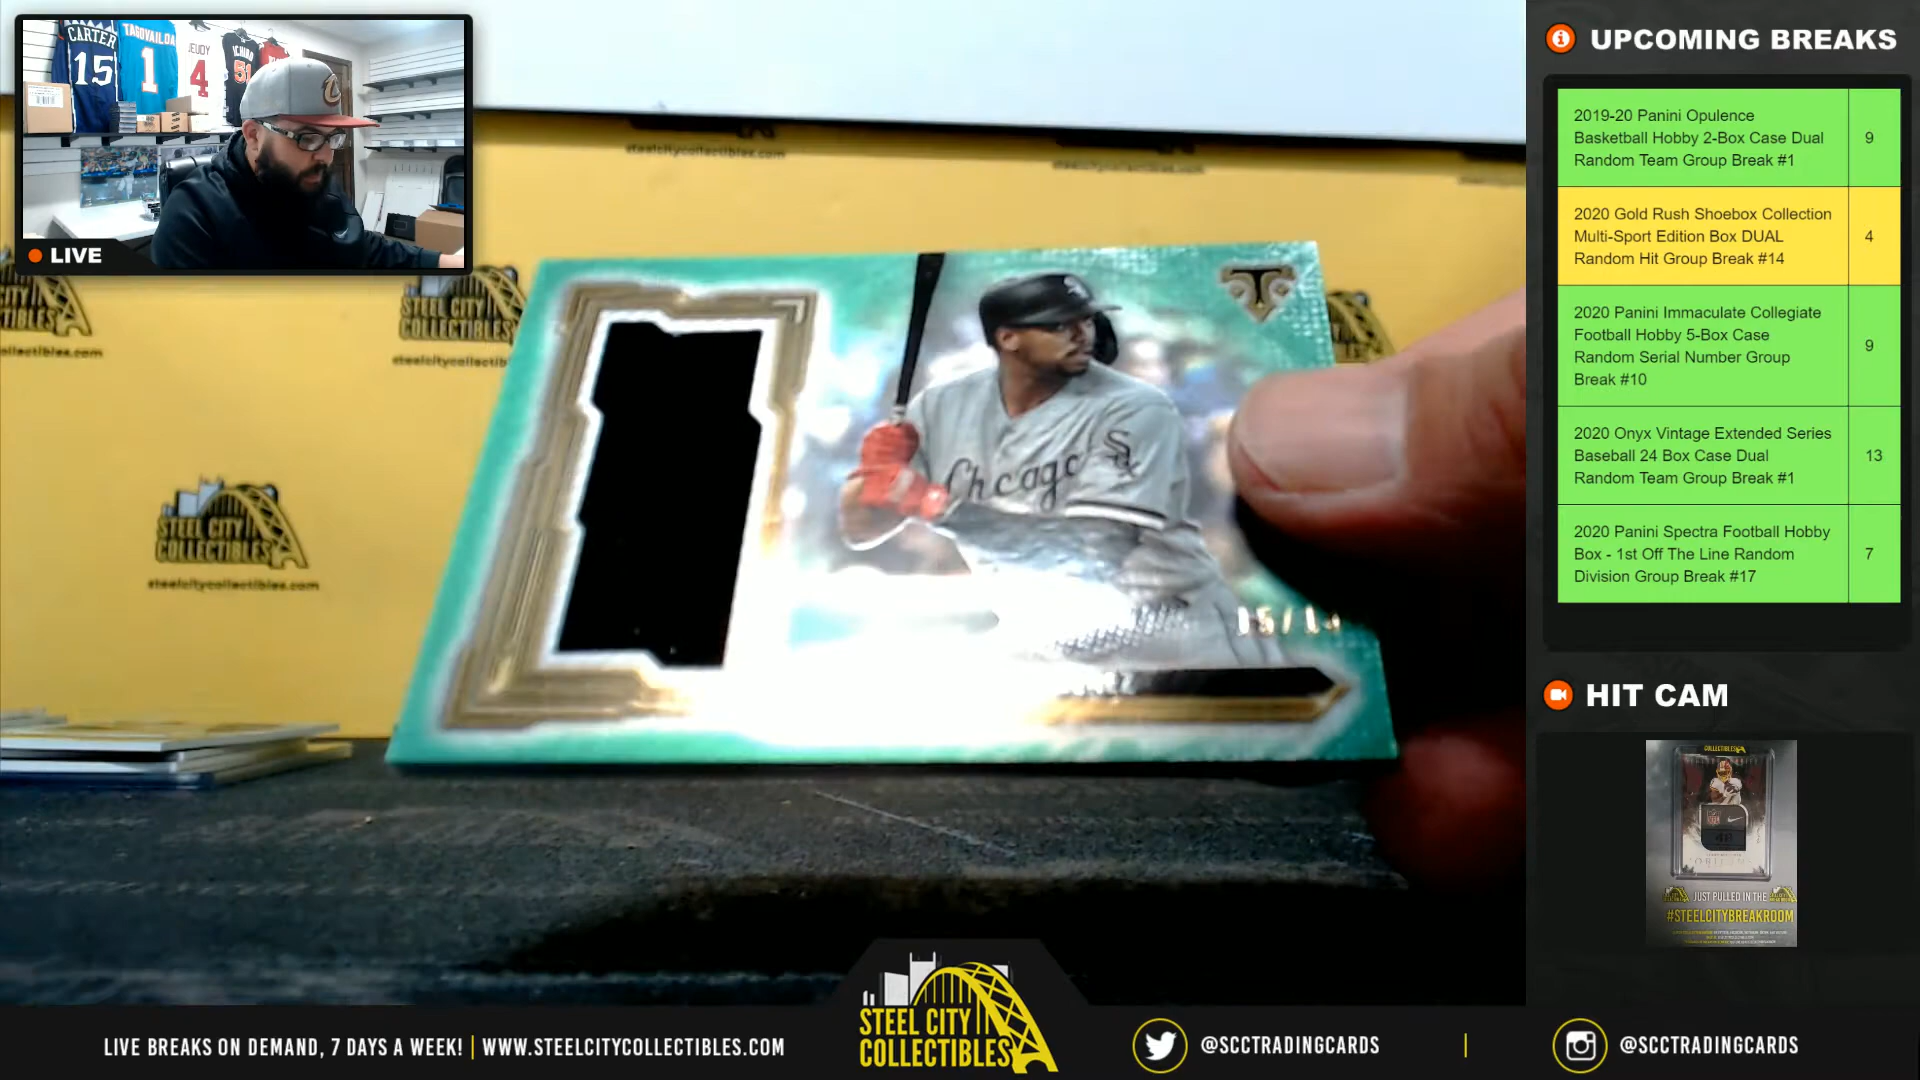 CARTER
15
TAGOVAILOA
1
JEUDY
4
ICHIRO
51
LIVE
steelcitycollectibles.com
STEEL CITY
COLLECTIBLES
steelcitycollectibles.com
Chicago
UPCOMING BREAKS
2019-20 Panini Opulence
Basketball Hobby 2-Box Case Dual
Random Team Group Break #1
9
2020 Gold Rush Shoebox Collection
Multi-Sport Edition Box DUAL
Random Hit Group Break #14
4
2020 Panini Immaculate Collegiate
Football Hobby 5-Box Case
Random Serial Number Group
Break #10
9
2020 Onyx Vintage Extended Series
Baseball 24 Box Case Dual
Random Team Group Break #1
13
2020 Panini Spectra Football Hobby
Box - 1st Off The Line Random
Division Group Break #17
7
HIT CAM
COLLECTIBLES
JUST PULLED IN THE
#STEELCITYBREAKROOM
LIVE BREAKS ON DEMAND, 7 DAYS A WEEK! | WWW.STEELCITYCOLLECTIBLES.COM
STEEL CITY
COLLECTIBLES
@SCCTRADINGCARDS
@SCCTRADINGCARDS